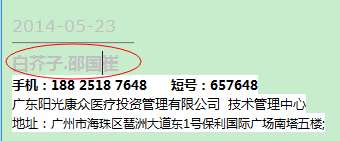 2014-05-23
白芥子.邵国崔
手机：188 2518 7648 短号：657648
广东阳光康众医疗投资管理有限公司 技术管理中心
地址：广州市海珠区琶洲大道东1号保利国际广场南塔五楼;